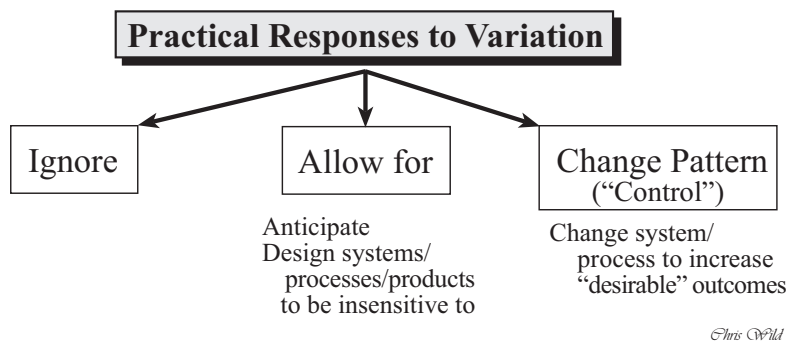 Practical Responses to Variation
Ignore
Allow for
Anticipate
Design systems/
processes/products
to be insensitive to
Change Pattern
(“Control”)
Change system/
process to increase
“desirable” outcomes
Chris Wild